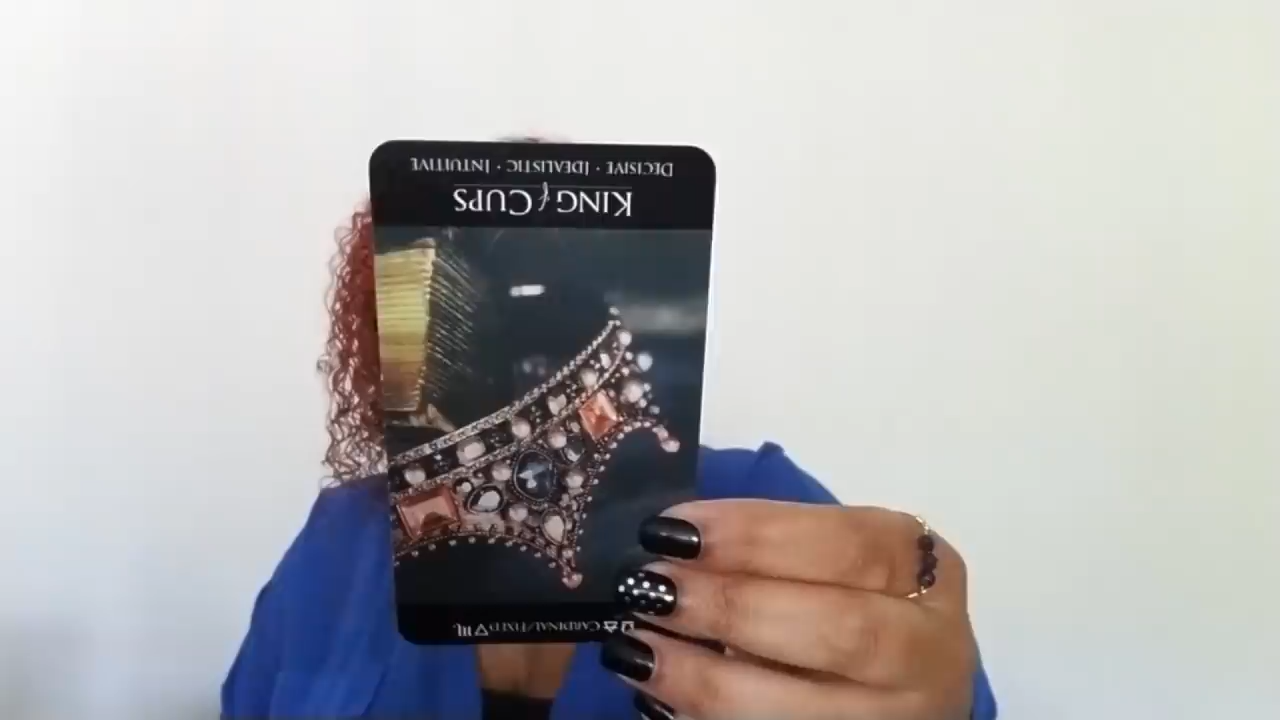 DECISIVE · IDEALISTIC · INTUITIVE
KING of CUPS
CARDINAL/FIXED